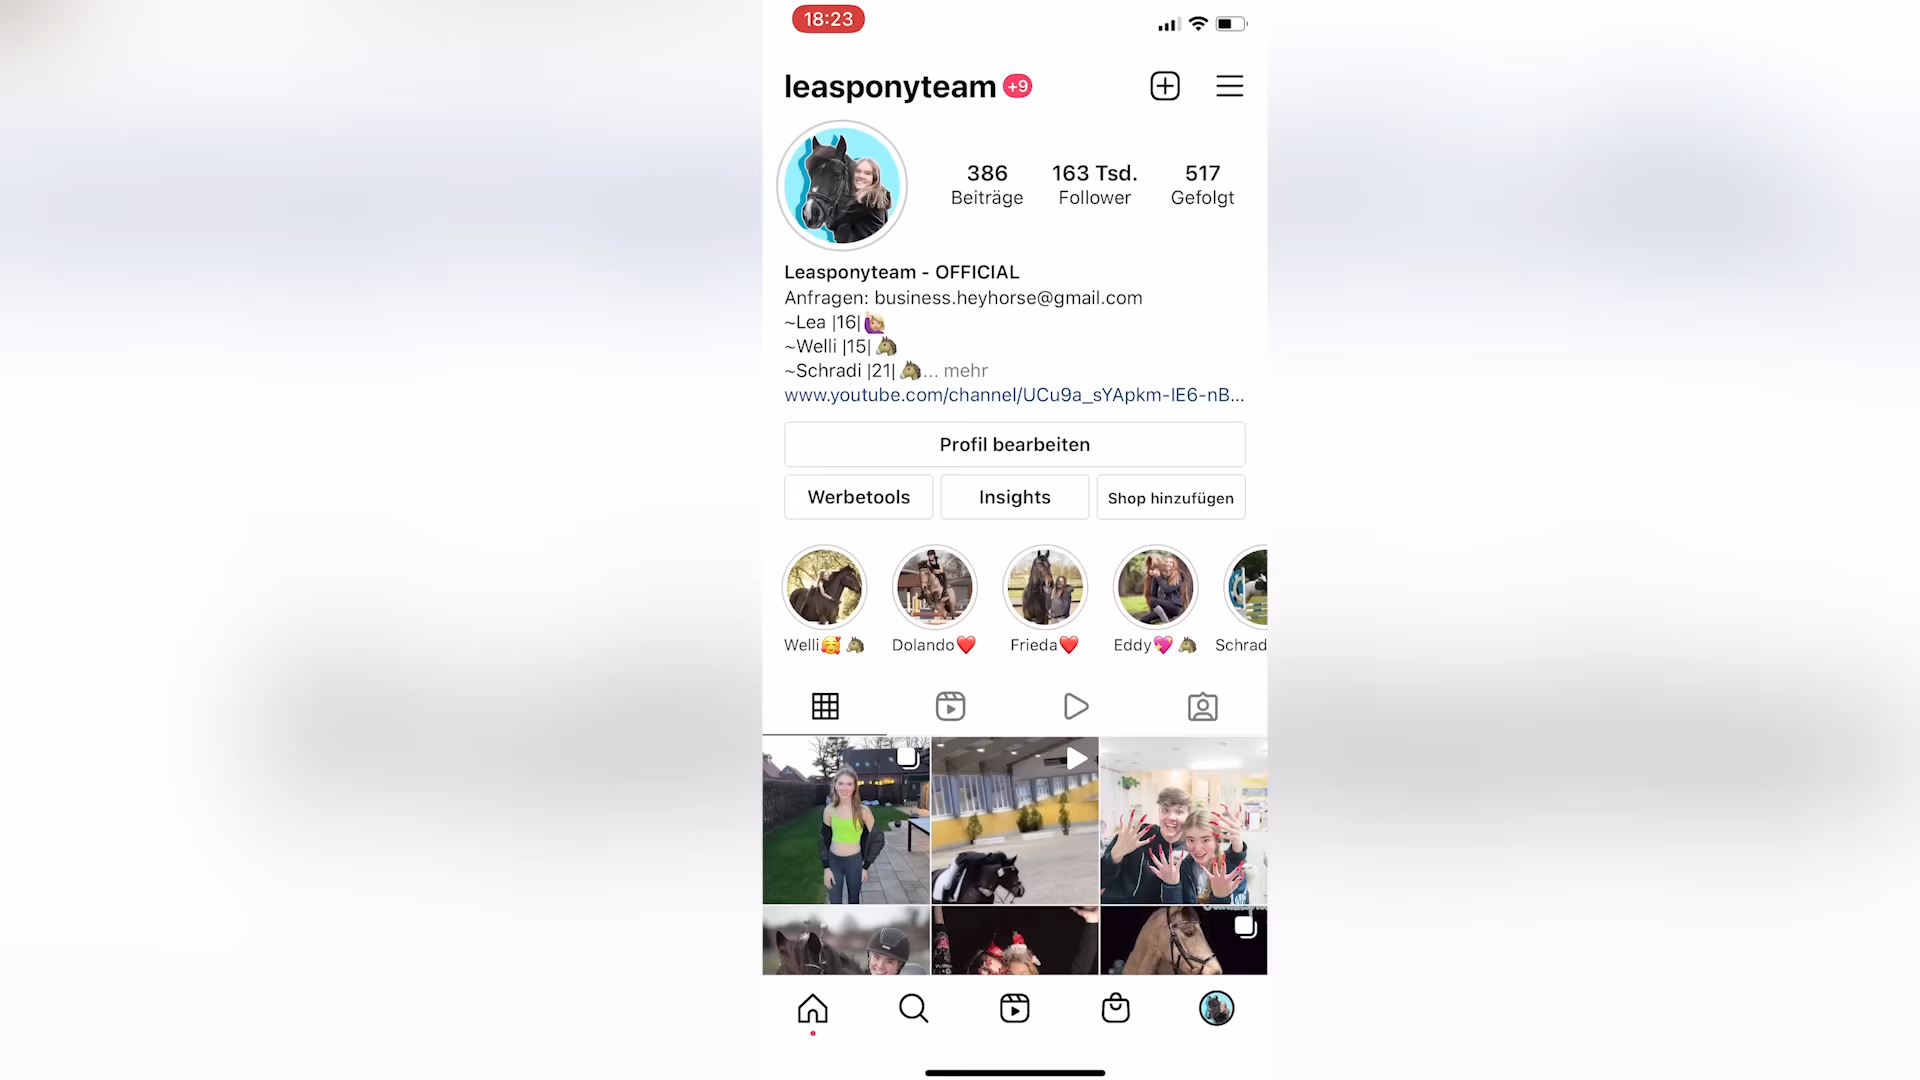 18:23
leasponyteam +9
386 163 Tsd. 517
Beiträge Follower Gefolgt
Leasponyteam - OFFICIAL
Anfragen: business.heyhorse@gmail.com
~Lea |16|🙋🏼‍♀️
~Welli |15|🐴
~Schradi |21|🐴... mehr
www.youtube.com/channel/UCu9a_sYApkm-IE6-nB...
Profil bearbeiten
Werbetools Insights Shop hinzufügen
Welli🥰🐴 Dolando❤️ Frieda❤️ Eddy💖🐴 Schrad